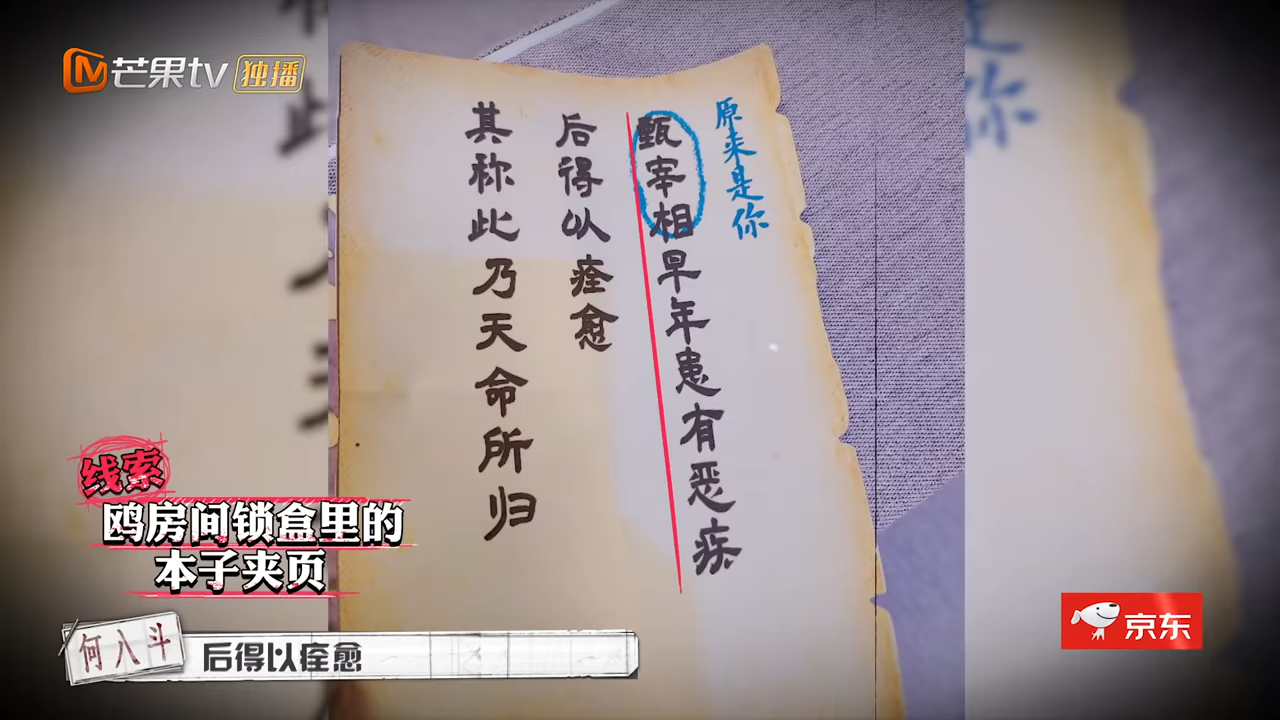 芒果tv 独播
原来是你
甄宰相早年患有恶疾
后得以痊愈
其称此乃天命所归
线索
鸥房间锁盒里的
本子夹页
何八斗
后得以痊愈
京东